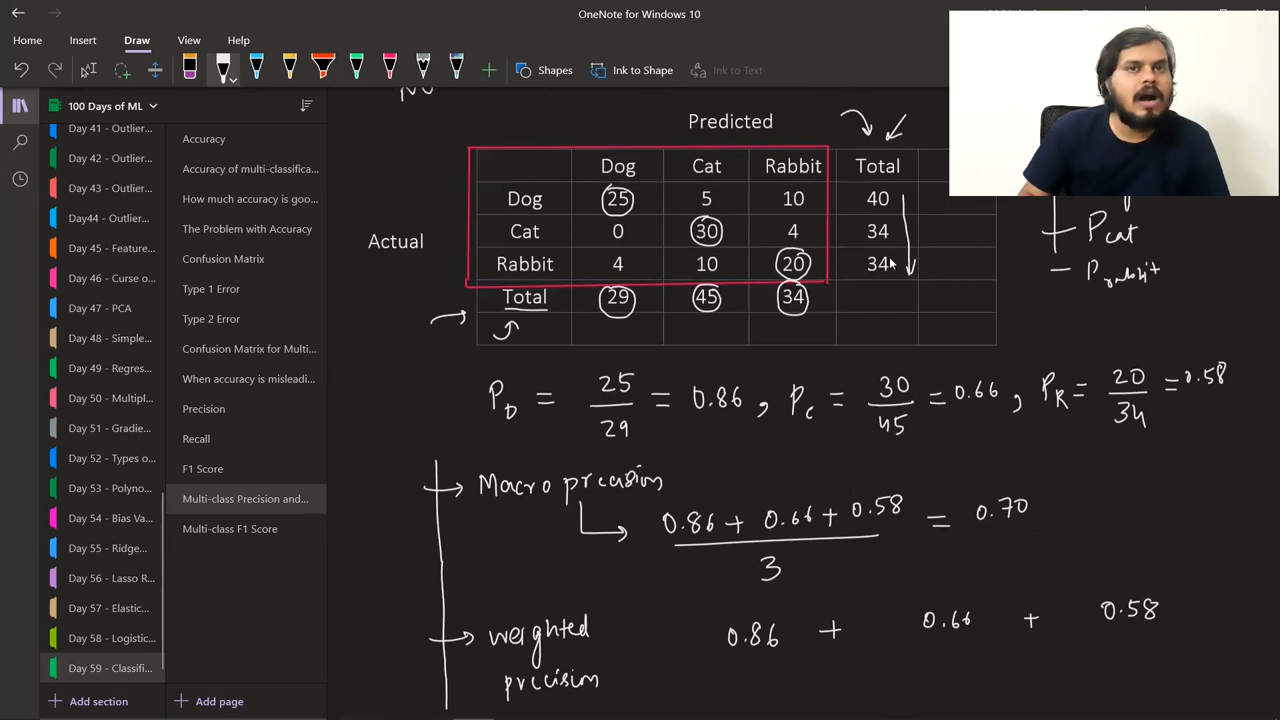 OneNote for Windows 10
Home Insert Draw View Help
Shapes Ink to Shape Ink to Text
100 Days of ML
Day 41 - Outlier...
Day 42 - Outlier...
Day 43 - Outlier...
Day44 - Outlier...
Day 45 - Feature...
Day 46 - Curse o...
Day 47 - PCA
Day 48 - Simple...
Day 49 - Regres...
Day 50 - Multipl...
Day 51 - Gradie...
Day 52 - Types o...
Day 53 - Polyno...
Day 54 - Bias Va...
Day 55 - Ridge...
Day 56 - Lasso R...
Day 57 - Elastic...
Day 58 - Logistic...
Day 59 - Classifi...
Add section
Accuracy
Accuracy of multi-classifica...
How much accuracy is goo...
The Problem with Accuracy
Confusion Matrix
Type 1 Error
Type 2 Error
Confusion Matrix for Multi...
When accuracy is misleadi...
Precision
Recall
F1 Score
Multi-class Precision and...
Multi-class F1 Score
Add page
Predicted
Dog Cat Rabbit Total
Dog 25 5 10 40
Actual
Cat 0 30 4 34
Rabbit 4 10 20 34
Total 29 45 34
Pcat
Prabbit
PD = 25/29 = 0.86, PC = 30/45 = 0.66, PR = 20/34 = 0.58
Macro precision
0.86 + 0.66 + 0.58 = 0.70
3
weighted 0.86 + 0.66 + 0.58
precision